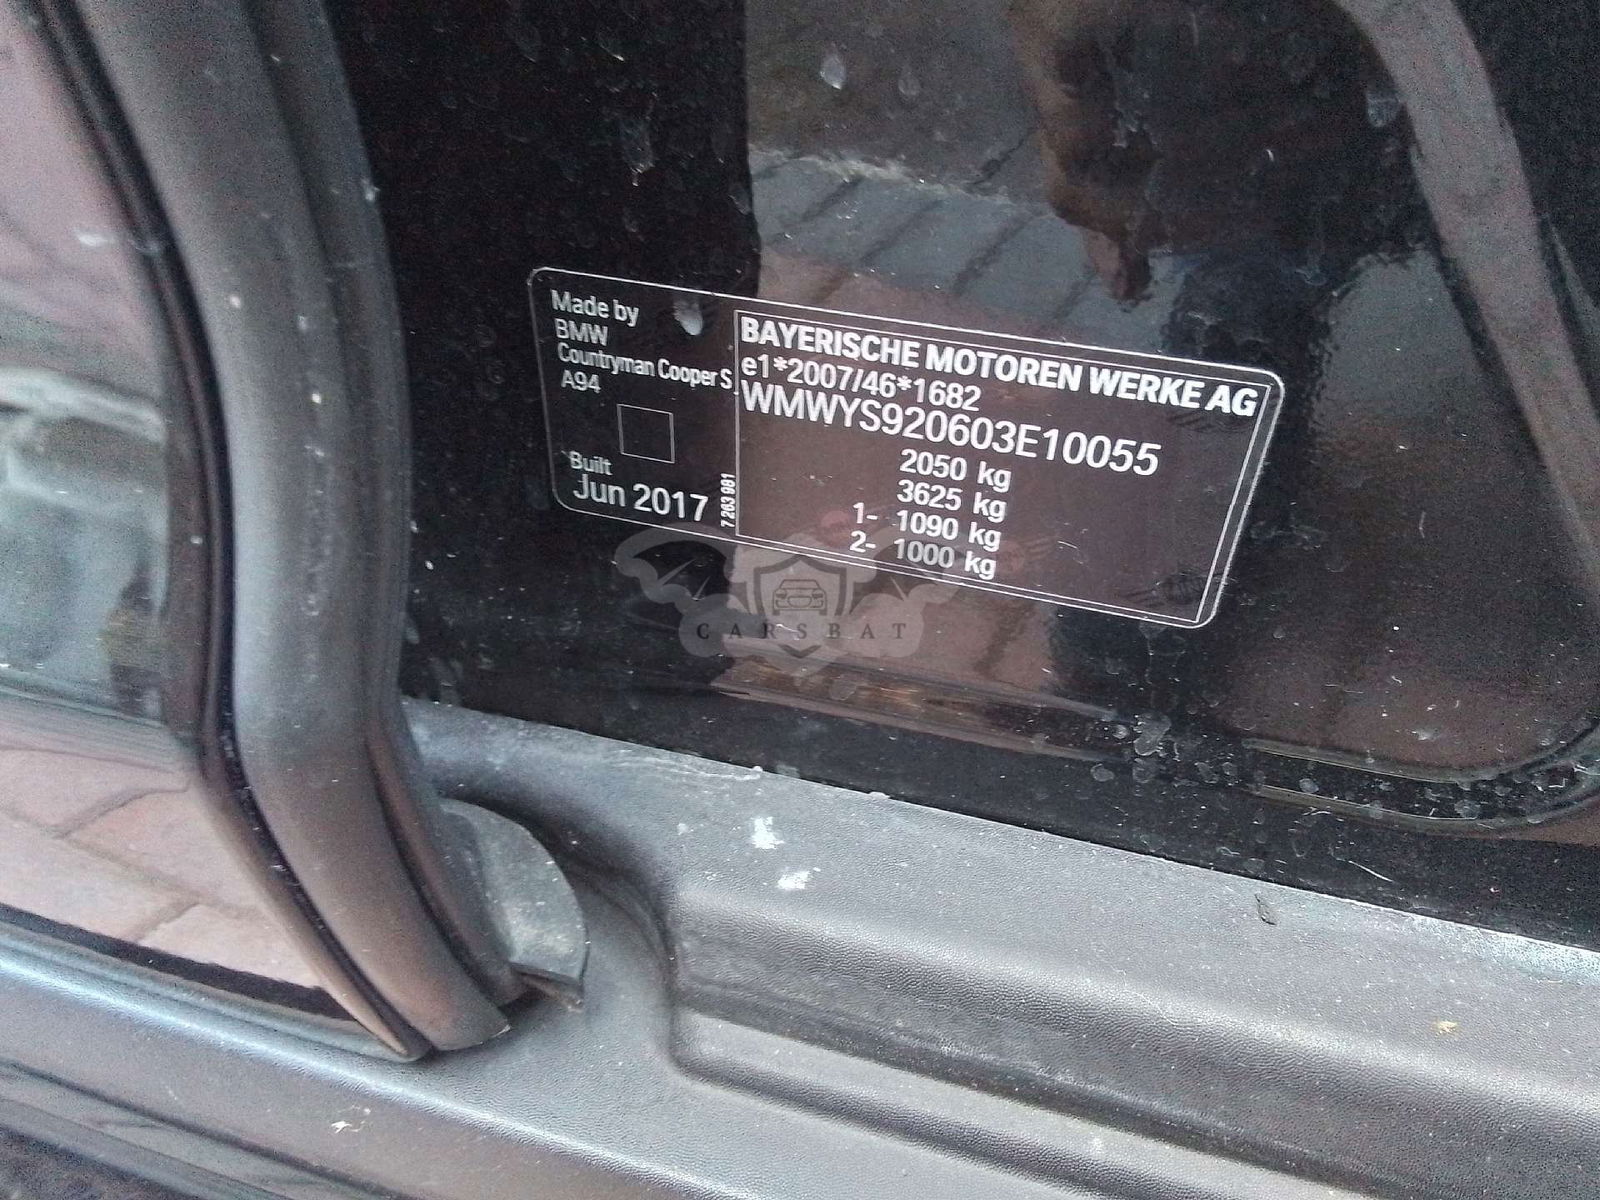 Made by
BMW
Countryman Cooper S
A94
Built
Jun 2017
7 263 981
BAYERISCHE MOTOREN WERKE AG
e1*2007/46*1682
WMWYS920603E10055
2050 kg
3625 kg
1- 1090 kg
2- 1000 kg
CARSBAT